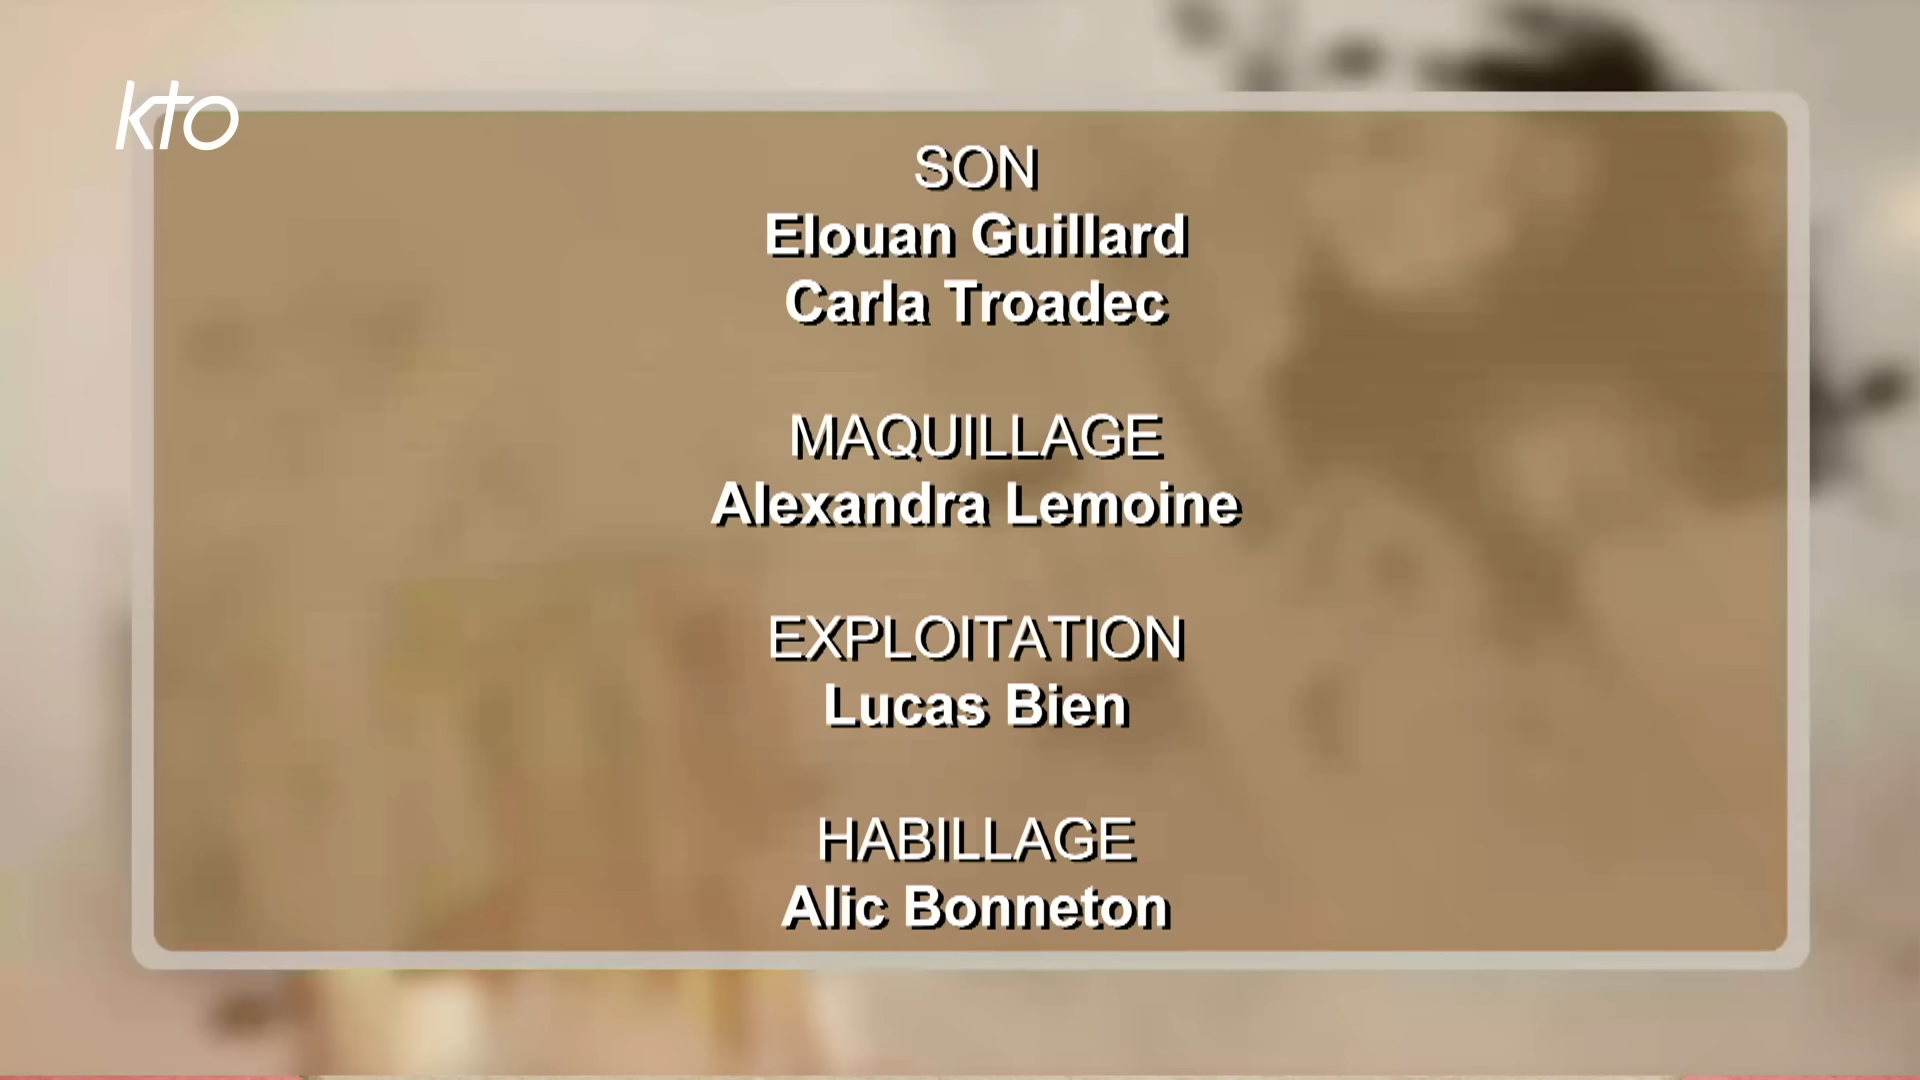 kto
SON
Elouan Guillard
Carla Troadec
MAQUILLAGE
Alexandra Lemoine
EXPLOITATION
Lucas Bien
HABILLAGE
Alic Bonneton